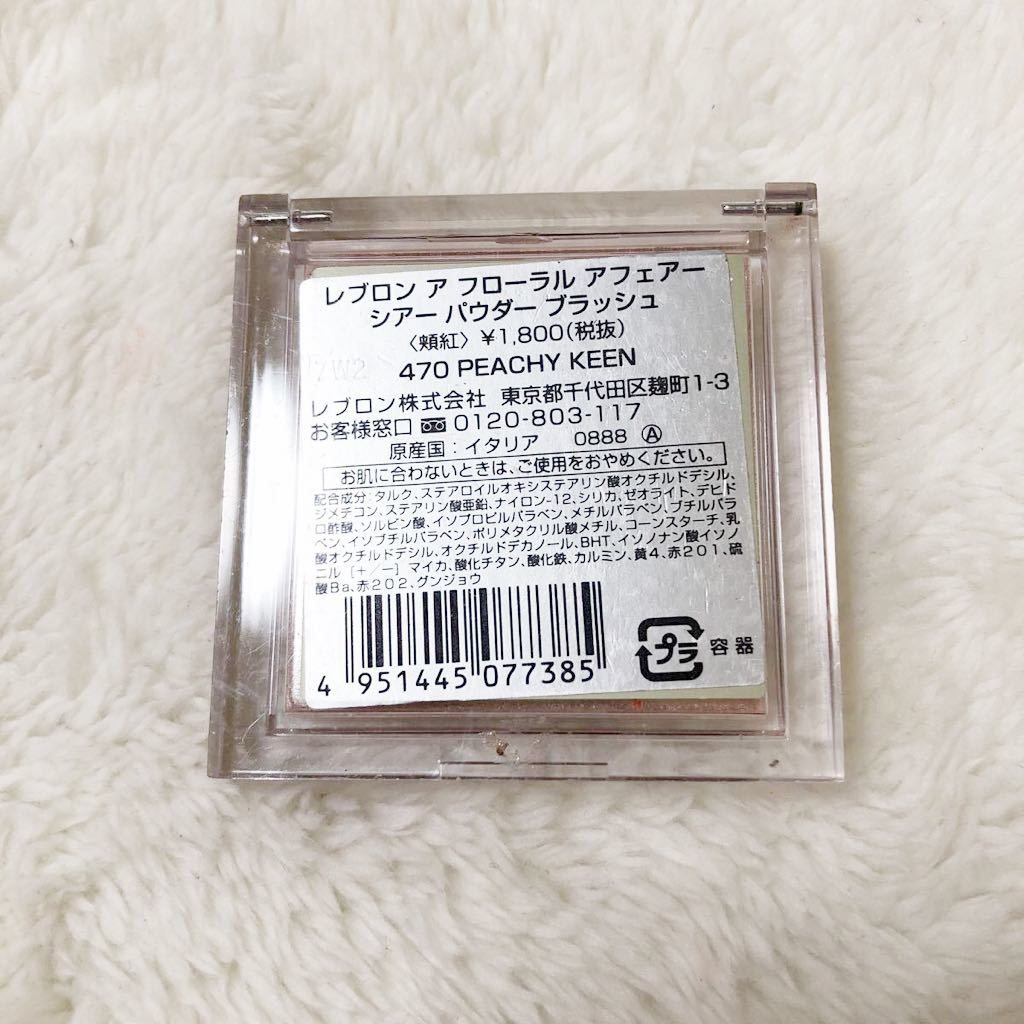 レブロン ア フローラル アフェアー
シアー パウダー ブラッシュ
〈頬紅〉 ¥1,800(税抜)
7W2
470 PEACHY KEEN
レブロン株式会社 東京都千代田区麹町1-3
お客様窓口 0120-803-117
原産国：イタリア 0888 Ⓐ
お肌に合わないときは、ご使用をおやめください。
配合成分：タルク、ステアロイルオキシステアリン酸オクチルドデシル、
ジメチコン、ステアリン酸亜鉛、ナイロン-12、シリカ、ゼオライト、デヒド
ロ酢酸、ソルビン酸、イソプロピルパラベン、メチルパラベン、ブチルパラ
ベン、イソブチルパラベン、ポリメタクリル酸メチル、コーンスターチ、乳
酸オクチルドデシル、オクチルドデカノール、BHT、イソノナン酸イソノ
ニル [+/−] マイカ、酸化チタン、酸化鉄、カルミン、黄4、赤201、硫
酸Ba、赤202、グンジョウ
4 951445 077385
プラ 容器